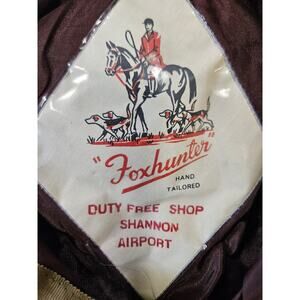 "Foxhunter"
HAND
TAILORED
DUTY FREE SHOP
SHANNON
AIRPORT